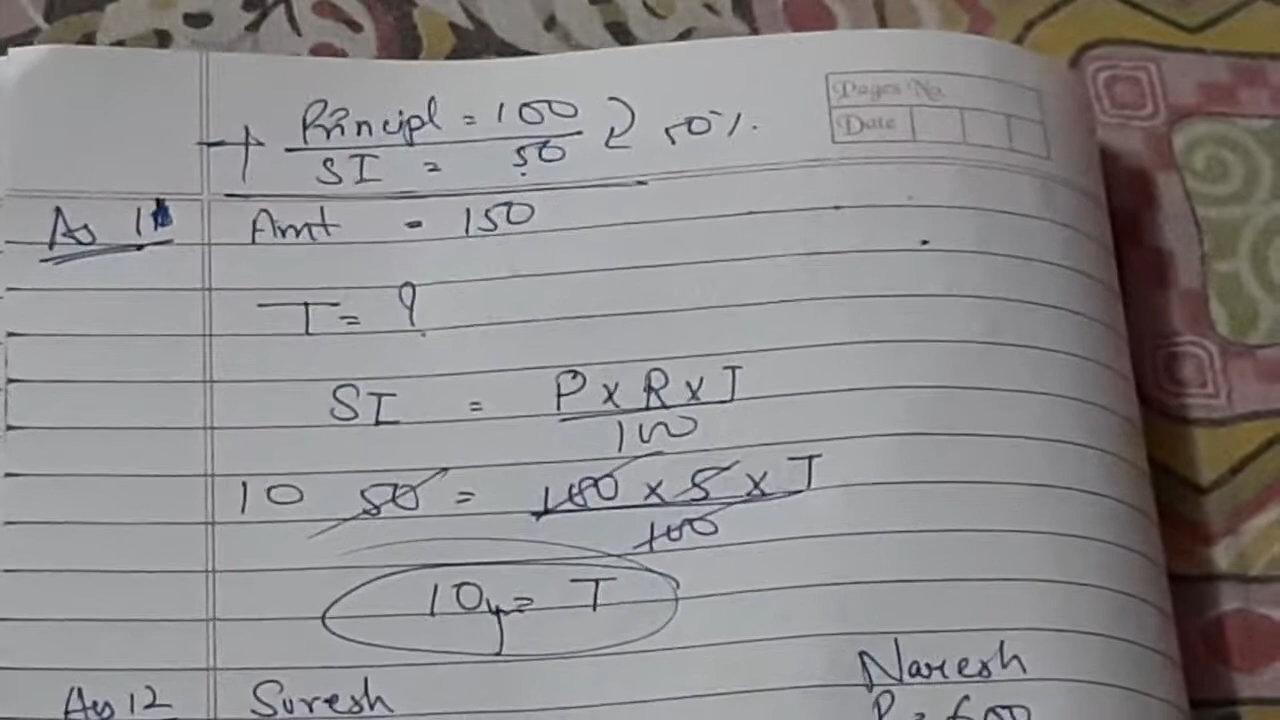 Pages No.
Date
Principl = 100
SI = 50
50%.
As 11
Amt = 150
T = ?
SI = P x R x T
100
10 50 = 100 x 5 x T
100
10y = T
As 12 Suresh
Naresh
P = 600